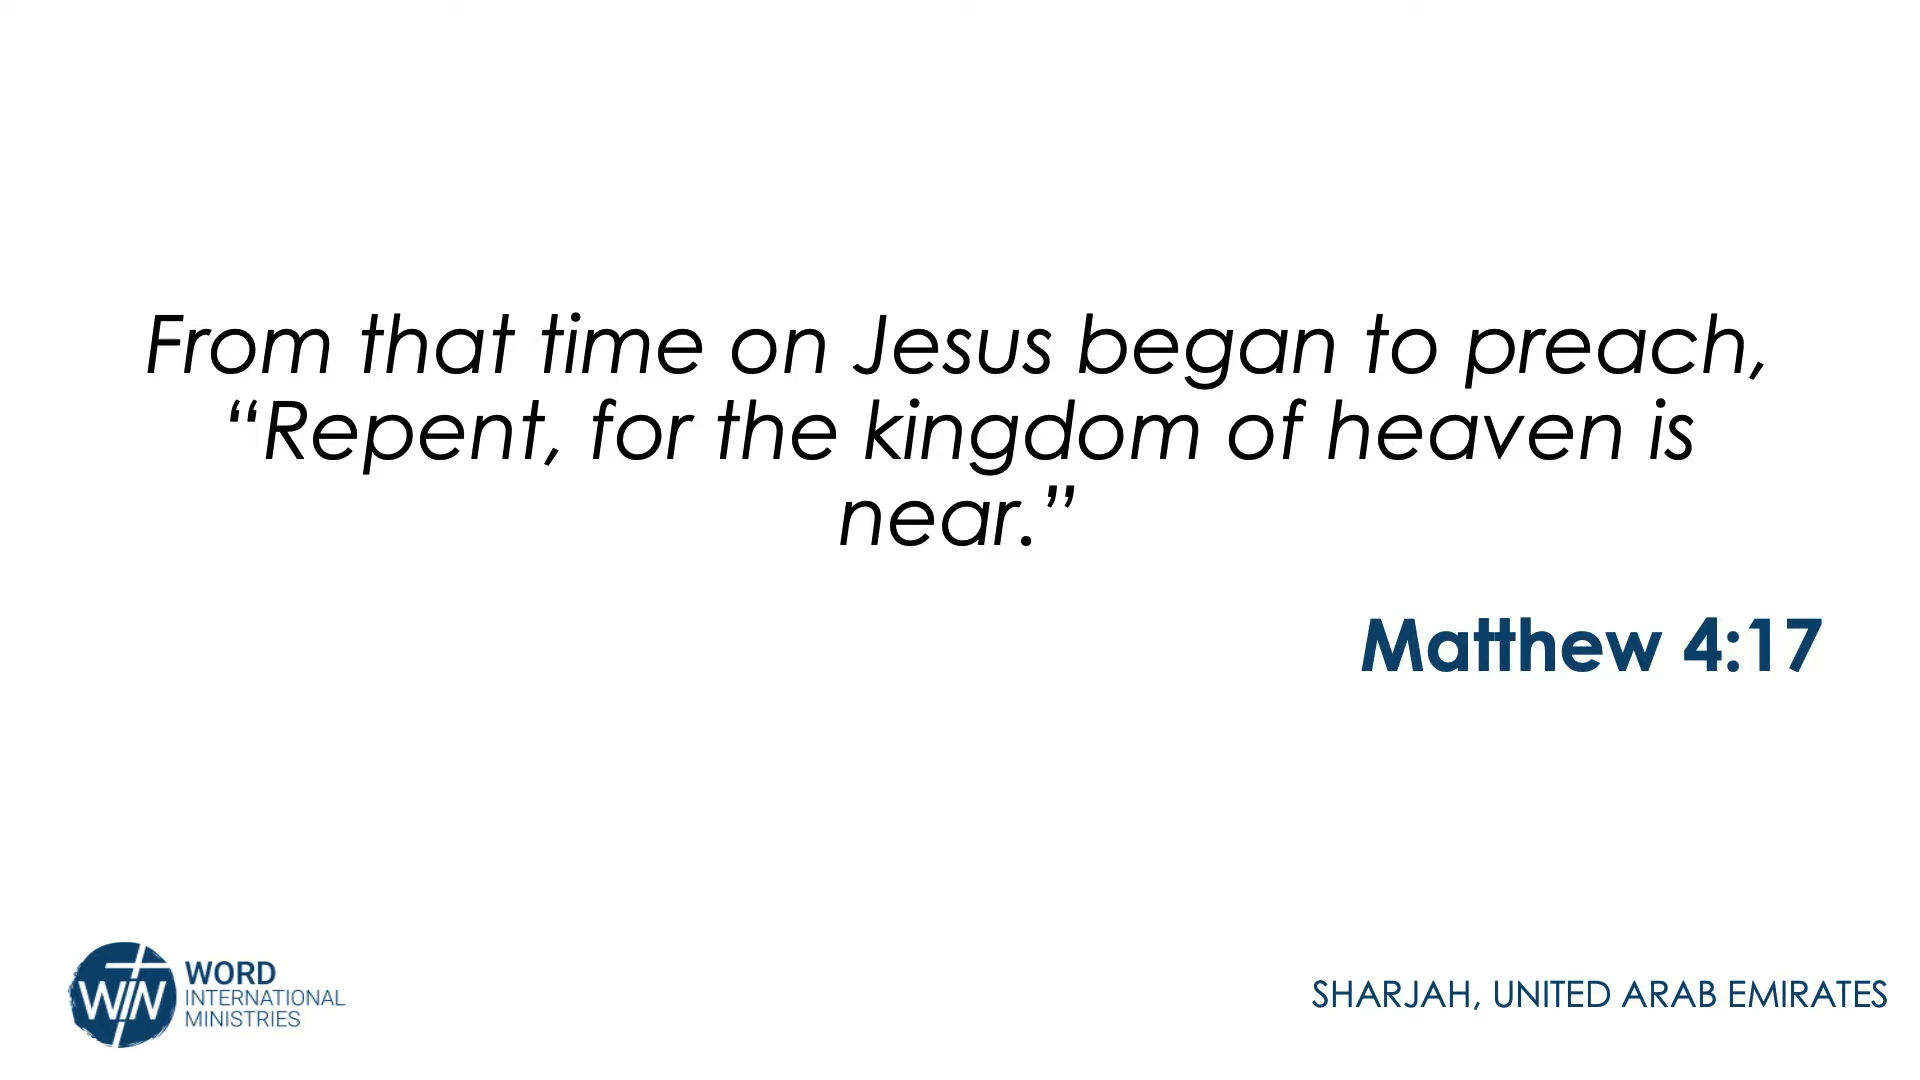 From that time on Jesus began to preach,
“Repent, for the kingdom of heaven is
near.”
Matthew 4:17
WIN
WORD
INTERNATIONAL
MINISTRIES
SHARJAH, UNITED ARAB EMIRATES